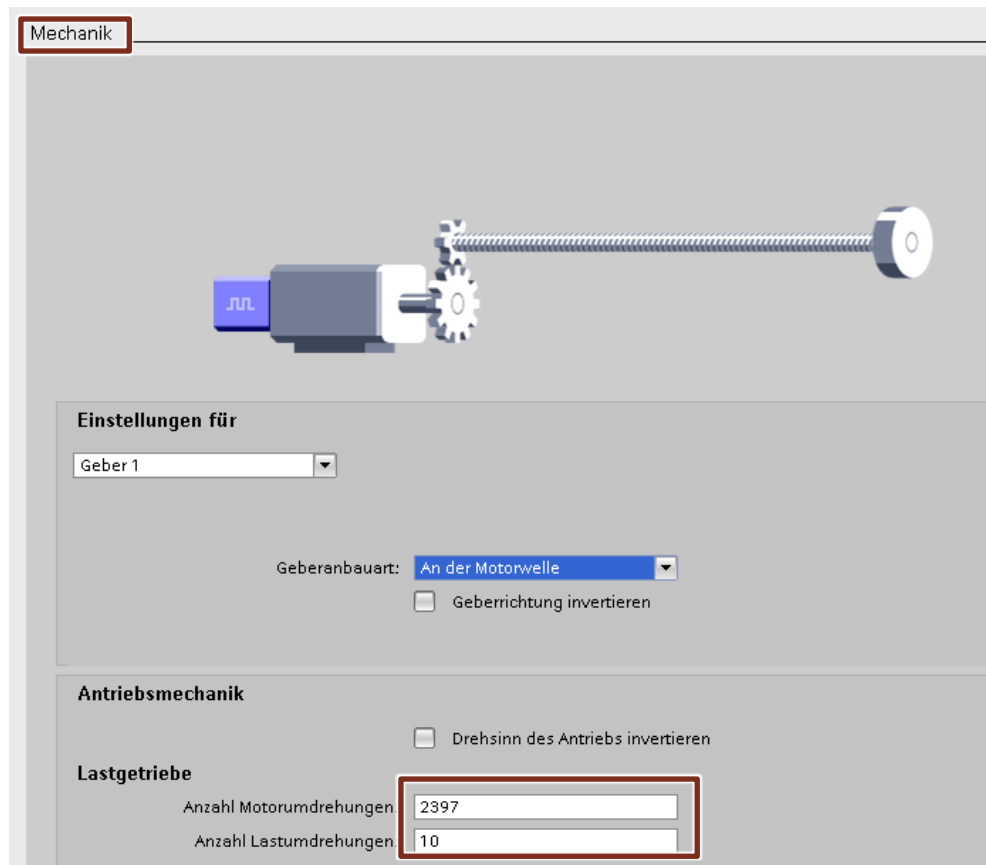 Mechanik
Einstellungen für
Geber 1
Geberanbauart: An der Motorwelle
Geberrichtung invertieren
Antriebsmechanik
Drehsinn des Antriebs invertieren
Lastgetriebe
Anzahl Motorumdrehungen: 2397
Anzahl Lastumdrehungen: 10